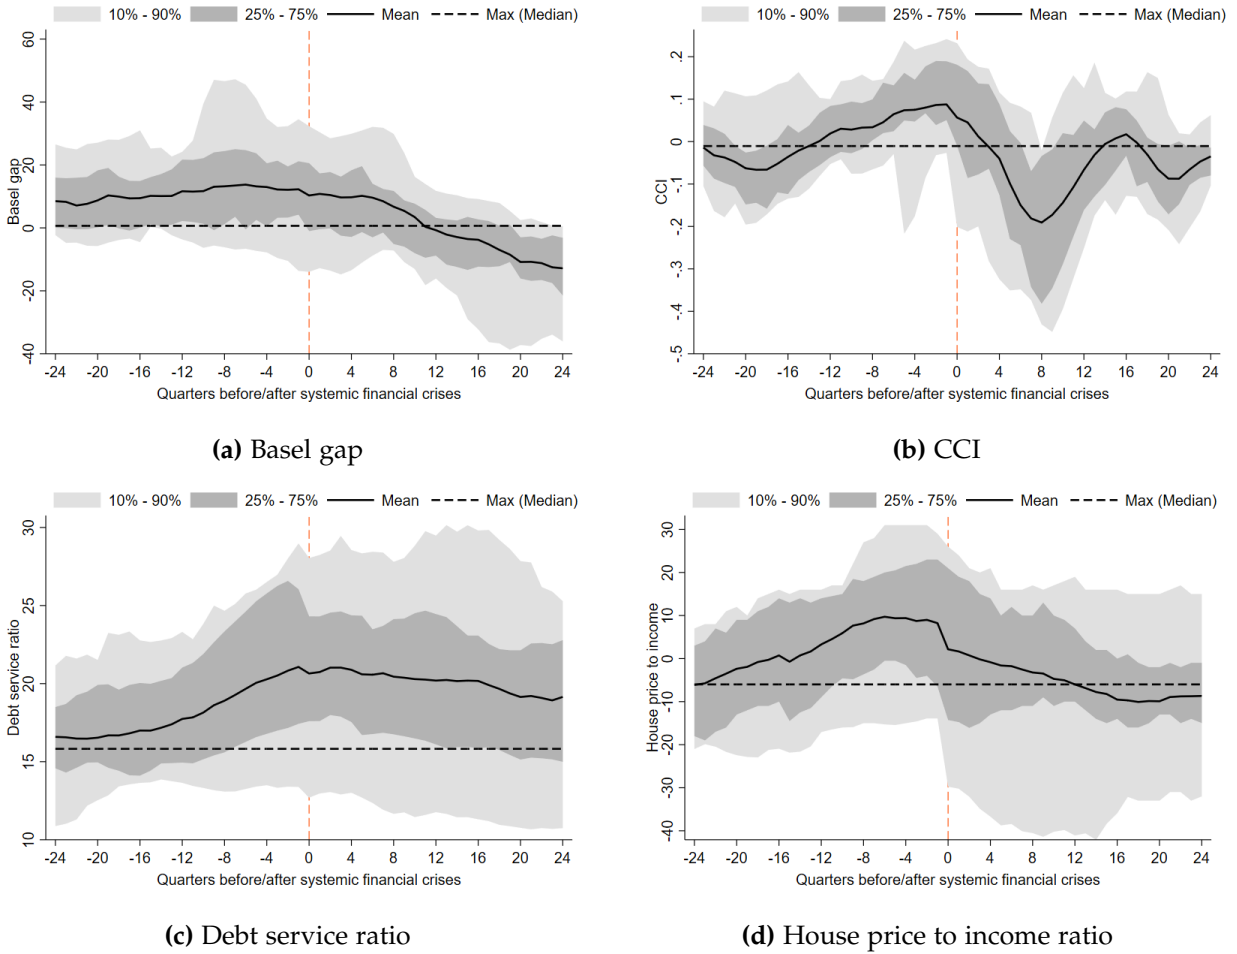 10% - 90% 25% - 75% Mean Max (Median)
60
40
20
0
-20
-40
Basel gap
-24 -20 -16 -12 -8 -4 0 4 8 12 16 20 24
Quarters before/after systemic financial crises
(a) Basel gap
10% - 90% 25% - 75% Mean Max (Median)
.2
.1
0
-.1
-.2
-.3
-.4
-.5
CCI
-24 -20 -16 -12 -8 -4 0 4 8 12 16 20 24
Quarters before/after systemic financial crises
(b) CCI
10% - 90% 25% - 75% Mean Max (Median)
30
25
20
15
10
Debt service ratio
-24 -20 -16 -12 -8 -4 0 4 8 12 16 20 24
Quarters before/after systemic financial crises
(c) Debt service ratio
10% - 90% 25% - 75% Mean Max (Median)
30
20
10
0
-10
-20
-30
-40
House price to income
-24 -20 -16 -12 -8 -4 0 4 8 12 16 20 24
Quarters before/after systemic financial crises
(d) House price to income ratio